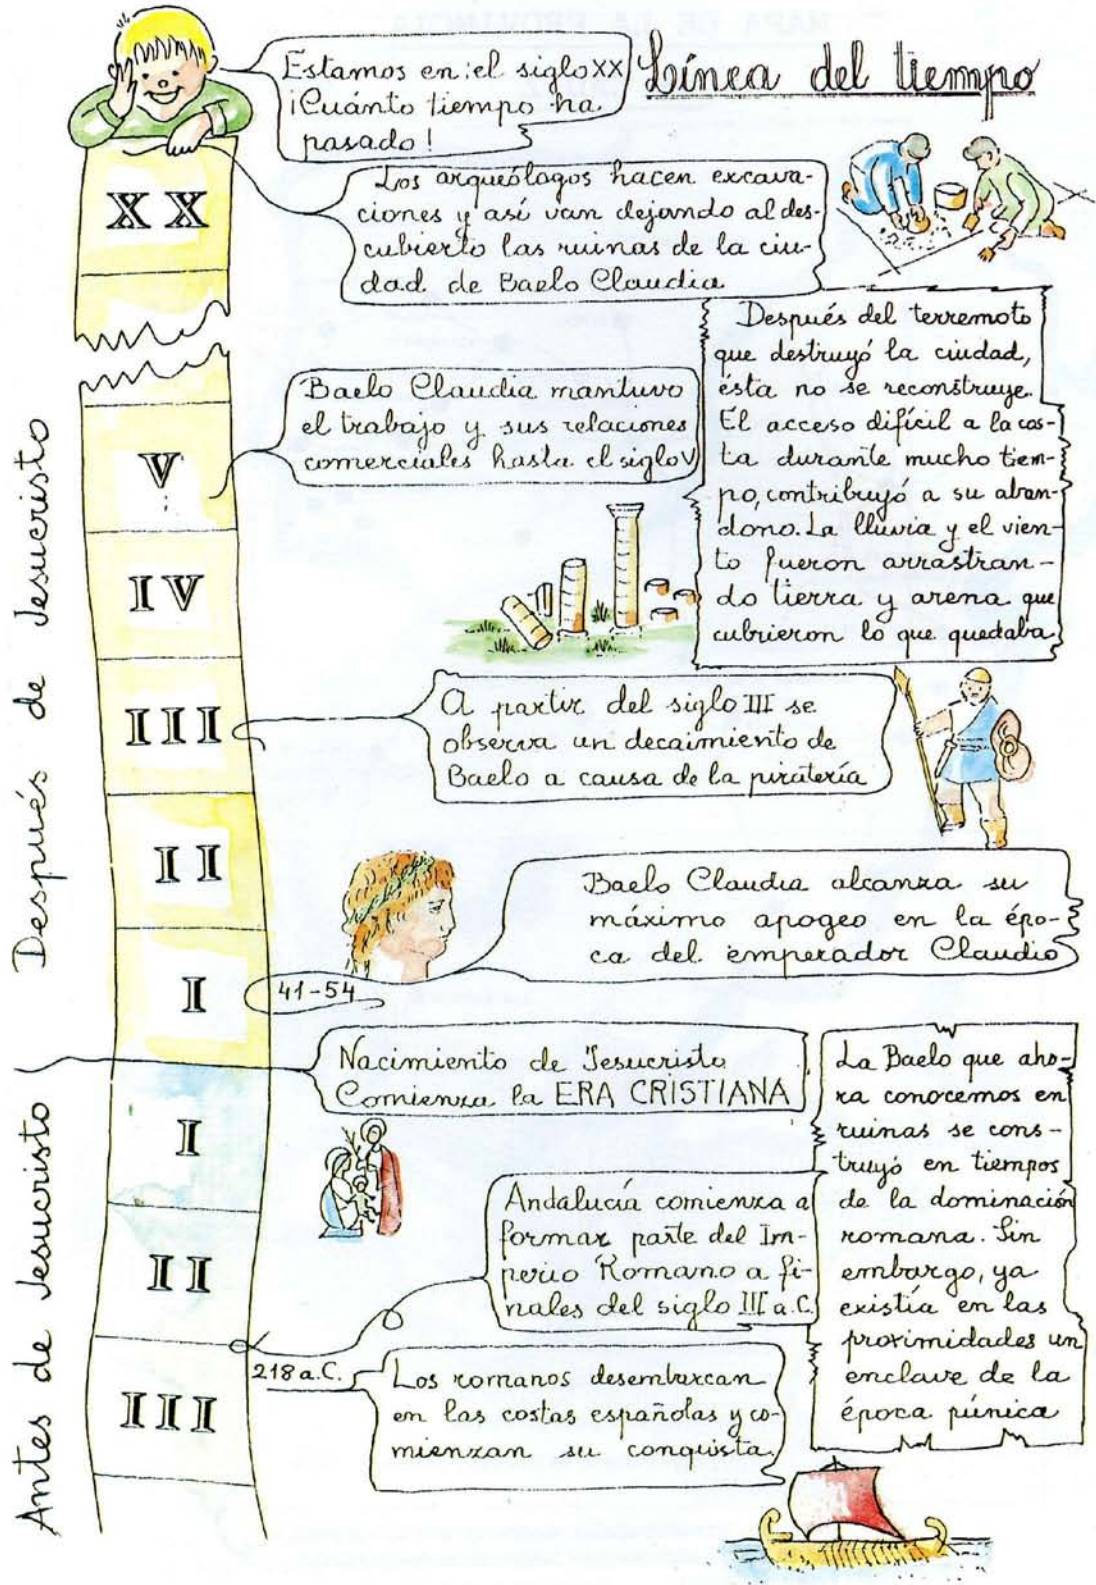 Línea del tiempo
Estamos en el siglo XX
¡Cuánto tiempo ha
pasado!
XX
Los arqueólogos hacen excava-
ciones y así van dejando al des-
cubierto las ruinas de la ciu-
dad de Baelo Claudia
Después del terremoto
que destruyó la ciudad,
ésta no se reconstruye.
El acceso difícil a la cos-
ta durante mucho tiem-
po, contribuyó a su aban-
dono. La lluvia y el vien-
to fueron arrastran-
do tierra y arena que
cubrieron lo que quedaba
Baelo Claudia mantuvo
el trabajo y sus relaciones
comerciales hasta el siglo V
Después de Jesucristo
V
IV
III
A partir del siglo III se
observa un decaimiento de
Baelo a causa de la piratería
II
Baelo Claudia alcanza su
máximo apogeo en la épo-
ca del emperador Claudio
I
41-54
Nacimiento de Jesucristo
Comienza la ERA CRISTIANA
La Baelo que aho-
ra conocemos en
ruinas se cons-
truyó en tiempos
de la dominación
romana. Sin
embargo, ya
existía en las
proximidades un
enclave de la
época púnica
Antes de Jesucristo
I
Andalucía comienza a
formar parte del Im-
perio Romano a fi-
nales del siglo III a.C.
II
218 a.C.
Los romanos desembarcan
en las costas españolas y co-
mienzan su conquista.
III